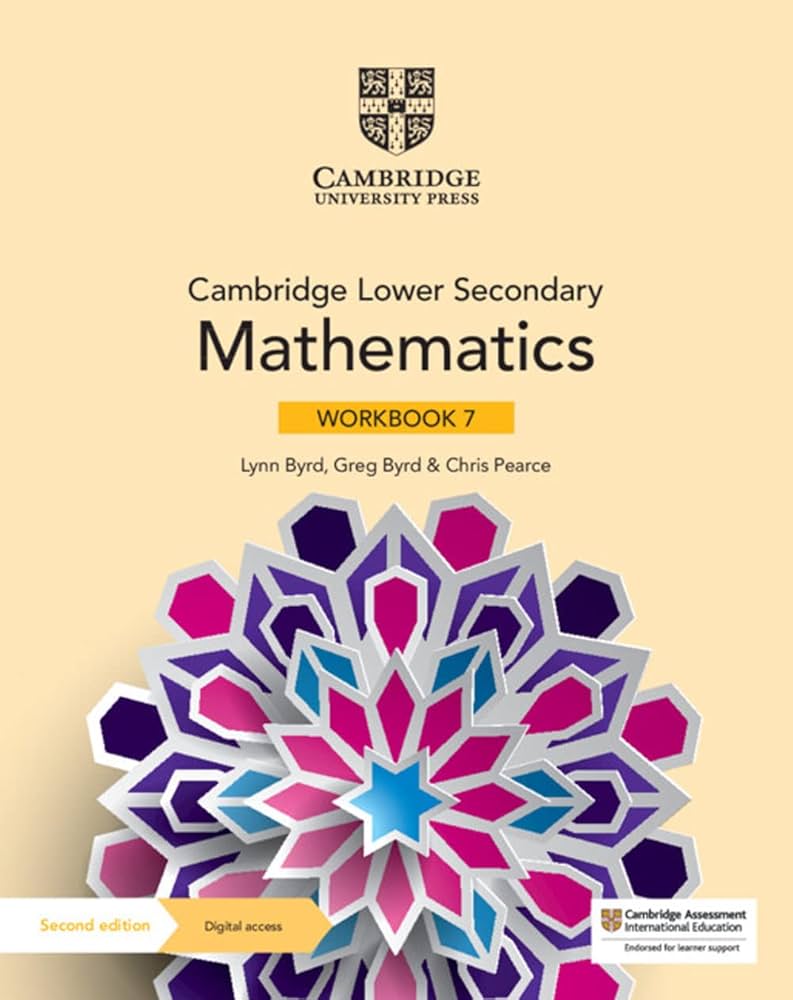 CAMBRIDGE
UNIVERSITY PRESS
Cambridge Lower Secondary
Mathematics
WORKBOOK 7
Lynn Byrd, Greg Byrd & Chris Pearce
Second edition
Digital access
Cambridge Assessment
International Education
Endorsed for learner support